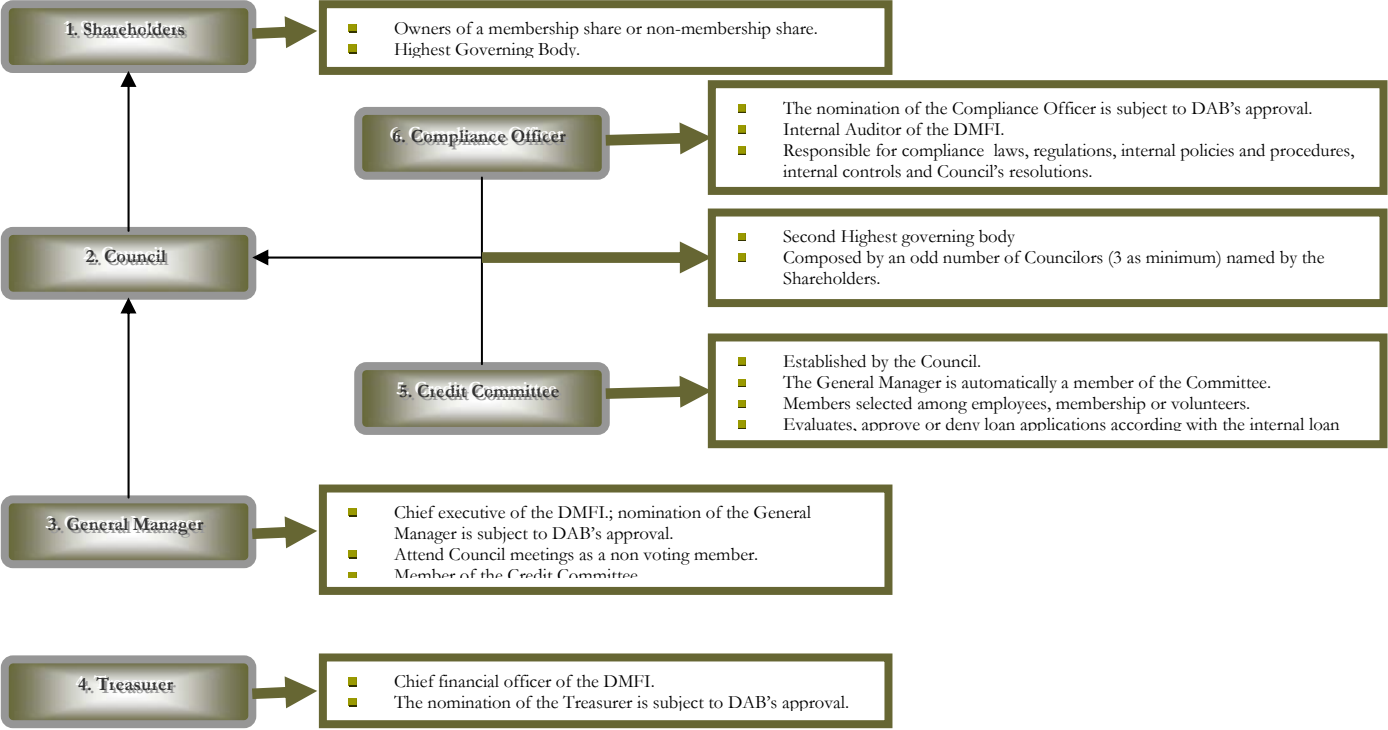 1. Shareholders
Owners of a membership share or non-membership share.
Highest Governing Body.
6. Compliance Officer
The nomination of the Compliance Officer is subject to DAB's approval.
Internal Auditor of the DMFI.
Responsible for compliance laws, regulations, internal policies and procedures,
internal controls and Council's resolutions.
2. Council
Second Highest governing body
Composed by an odd number of Councilors (3 as minimum) named by the
Shareholders.
5. Credit Committee
Established by the Council.
The General Manager is automatically a member of the Committee.
Members selected among employees, membership or volunteers.
Evaluates, approve or deny loan applications according with the internal loan
3. General Manager
Chief executive of the DMFI.; nomination of the General
Manager is subject to DAB's approval.
Attend Council meetings as a non voting member.
Member of the Credit Committee
4. Treasurer
Chief financial officer of the DMFI.
The nomination of the Treasurer is subject to DAB's approval.